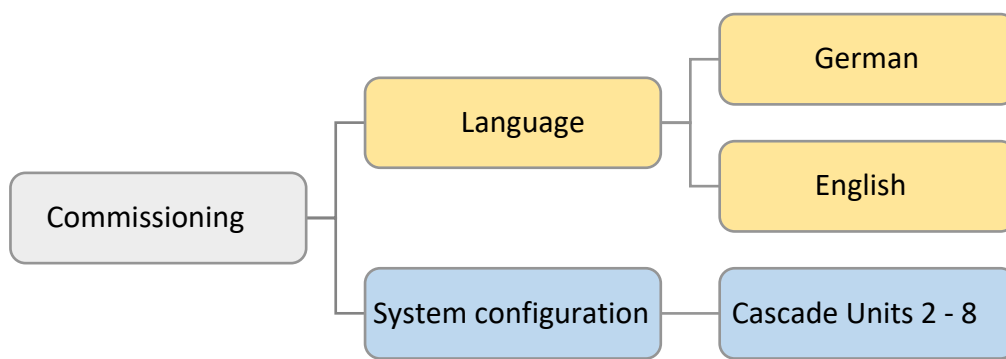 German
Language
English
Commissioning
System configuration
Cascade Units 2 - 8